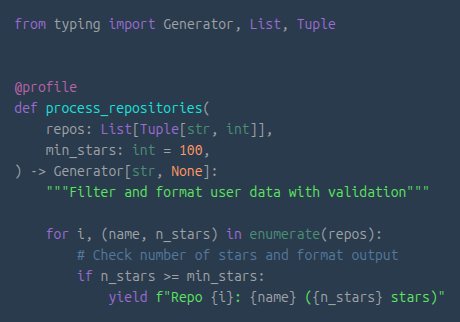 from typing import Generator, List, Tuple
@profile
def process_repositories(
    repos: List[Tuple[str, int]],
    min_stars: int = 100,
) -> Generator[str, None]:
    """Filter and format user data with validation"""
    for i, (name, n_stars) in enumerate(repos):
        # Check number of stars and format output
        if n_stars >= min_stars:
            yield f"Repo {i}: {name} ({n_stars} stars)"